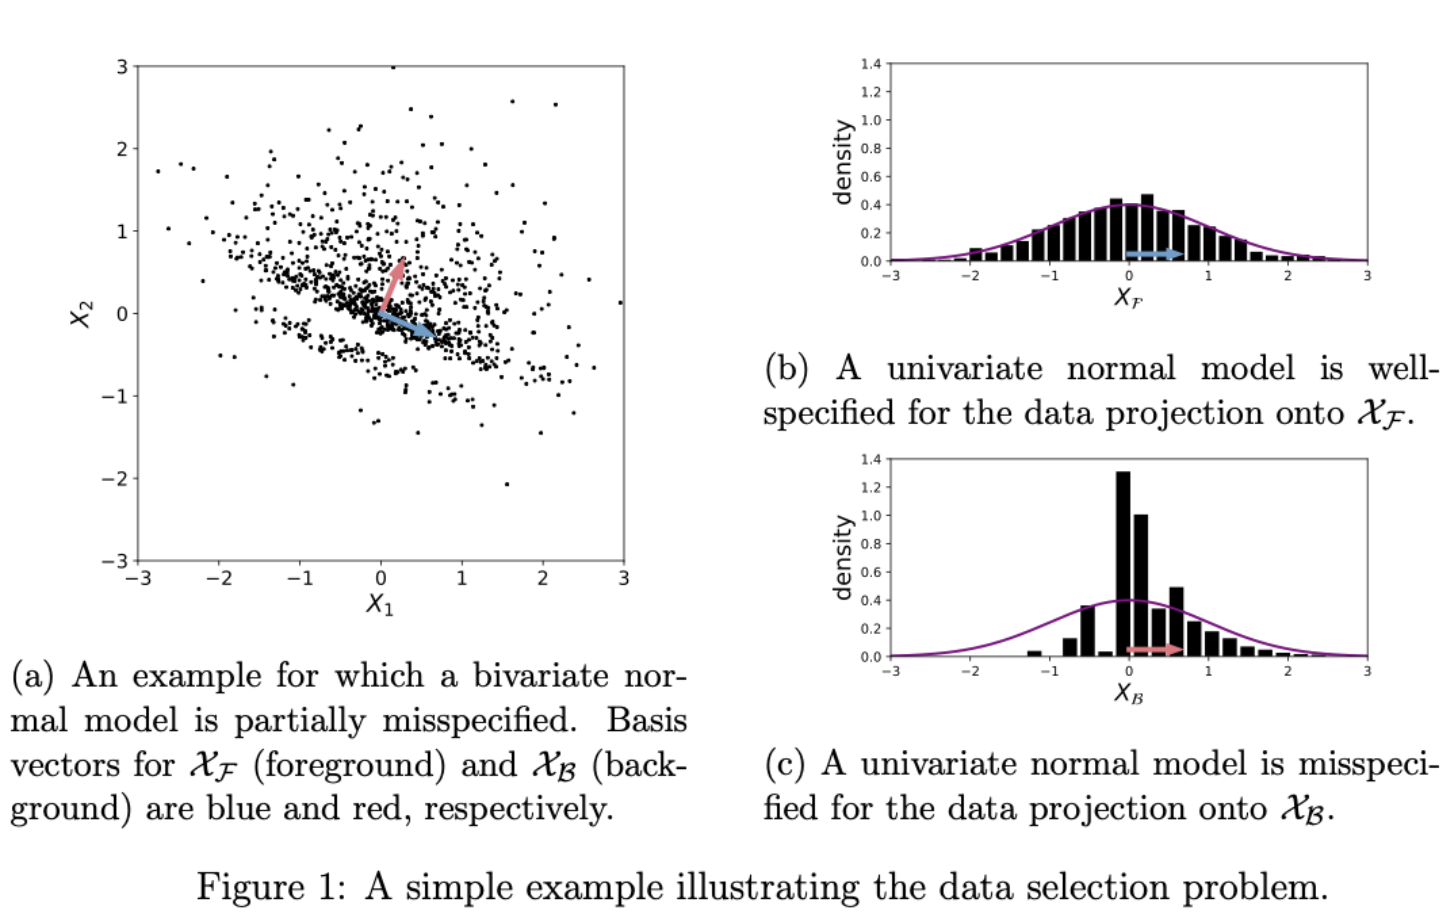 3
2
1
0
−1
−2
−3
X₂
−3 −2 −1 0 1 2 3
X₁
(a) An example for which a bivariate nor-
mal model is partially misspecified. Basis
vectors for 𝒳_ℱ (foreground) and 𝒳_ℬ (back-
ground) are blue and red, respectively.
1.4
1.2
1.0
0.8
0.6
0.4
0.2
0.0
density
−3 −2 −1 0 1 2 3
X_ℱ
(b) A univariate normal model is well-
specified for the data projection onto 𝒳_ℱ.
1.4
1.2
1.0
0.8
0.6
0.4
0.2
0.0
density
−3 −2 −1 0 1 2 3
X_ℬ
(c) A univariate normal model is misspeci-
fied for the data projection onto 𝒳_ℬ.
Figure 1: A simple example illustrating the data selection problem.